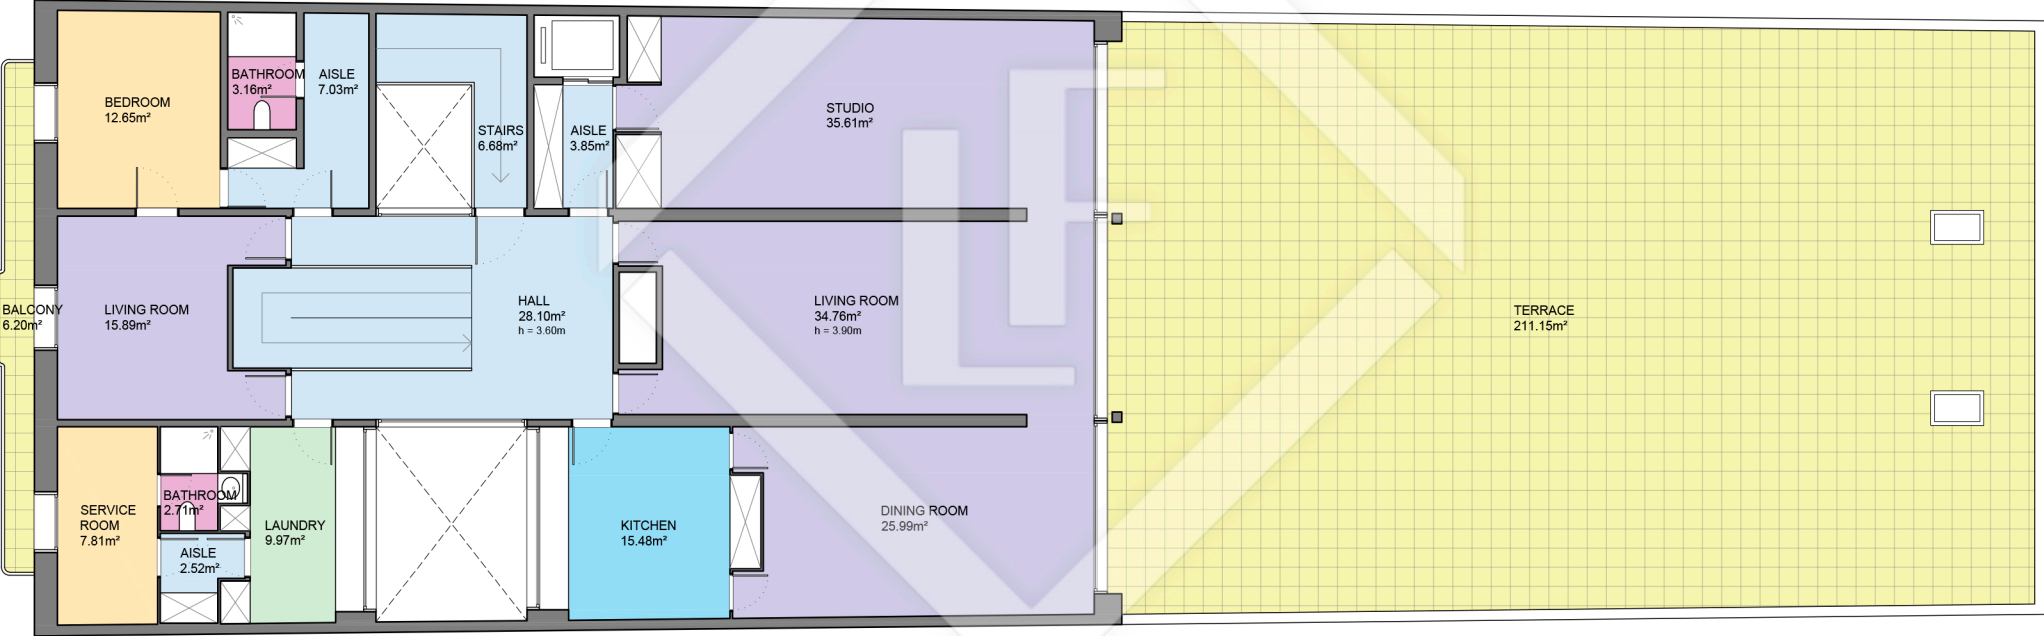 BEDROOM
12.65m²
BATHROOM
3.16m²
AISLE
7.03m²
STAIRS
6.68m²
AISLE
3.85m²
STUDIO
35.61m²
BALCONY
6.20m²
LIVING ROOM
15.89m²
HALL
28.10m²
h = 3.60m
LIVING ROOM
34.76m²
h = 3.90m
TERRACE
211.15m²
SERVICE
ROOM
7.81m²
BATHROOM
2.71m²
AISLE
2.52m²
LAUNDRY
9.97m²
KITCHEN
15.48m²
DINING ROOM
25.99m²
LF